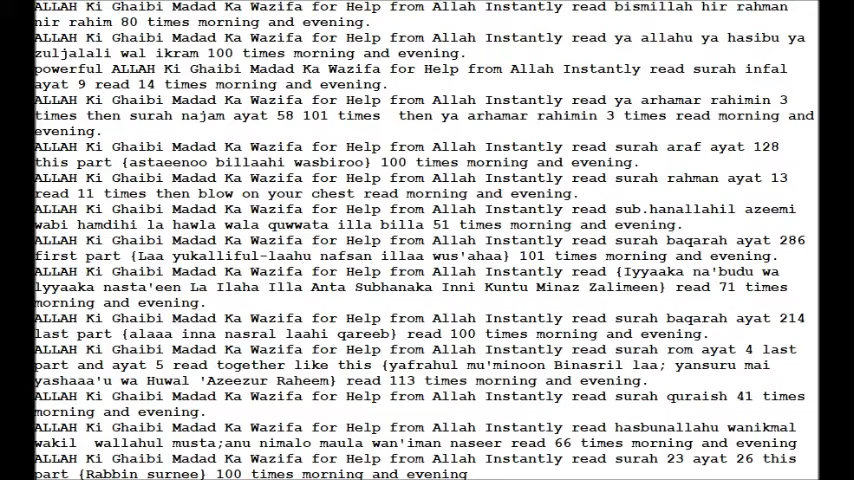 ALLAH Ki Ghaibi Madad Ka Wazifa for Help from Allah Instantly read bismillah hir rahman
nir rahim 80 times morning and evening.
ALLAH Ki Ghaibi Madad Ka Wazifa for Help from Allah Instantly read ya allahu ya hasibu ya
zuljalali wal ikram 100 times morning and evening.
powerful ALLAH Ki Ghaibi Madad Ka Wazifa for Help from Allah Instantly read surah infal
ayat 9 read 14 times morning and evening.
ALLAH Ki Ghaibi Madad Ka Wazifa for Help from Allah Instantly read ya arhamar rahimin 3
times then surah najam ayat 58 101 times  then ya arhamar rahimin 3 times read morning and
evening.
ALLAH Ki Ghaibi Madad Ka Wazifa for Help from Allah Instantly read surah araf ayat 128
this part {astaeenoo billaahi wasbiroo} 100 times morning and evening.
ALLAH Ki Ghaibi Madad Ka Wazifa for Help from Allah Instantly read surah rahman ayat 13
read 11 times then blow on your chest read morning and evening.
ALLAH Ki Ghaibi Madad Ka Wazifa for Help from Allah Instantly read sub.hanallahil azeemi
wabi hamdihi la hawla wala quwwata illa billa 51 times morning and evening.
ALLAH Ki Ghaibi Madad Ka Wazifa for Help from Allah Instantly read surah baqarah ayat 286
first part {Laa yukalliful-laahu nafsan illaa wus'ahaa} 101 times morning and evening.
ALLAH Ki Ghaibi Madad Ka Wazifa for Help from Allah Instantly read {Iyyaaka na'budu wa
lyyaaka nasta'een La Ilaha Illa Anta Subhanaka Inni Kuntu Minaz Zalimeen} read 71 times
morning and evening.
ALLAH Ki Ghaibi Madad Ka Wazifa for Help from Allah Instantly read surah baqarah ayat 214
last part {alaaa inna nasral laahi qareeb} read 100 times morning and evening.
ALLAH Ki Ghaibi Madad Ka Wazifa for Help from Allah Instantly read surah rom ayat 4 last
part and ayat 5 read together like this {yafrahul mu'minoon Binasril laa; yansuru mai
yashaaa'u wa Huwal 'Azeezur Raheem} read 113 times morning and evening.
ALLAH Ki Ghaibi Madad Ka Wazifa for Help from Allah Instantly read surah quraish 41 times
morning and evening.
ALLAH Ki Ghaibi Madad Ka Wazifa for Help from Allah Instantly read hasbunallahu wanikmal
wakil  wallahul musta;anu nimalo maula wan'iman naseer read 66 times morning and evening
ALLAH Ki Ghaibi Madad Ka Wazifa for Help from Allah Instantly read surah 23 ayat 26 this
part {Rabbin surnee} 100 times morning and evening